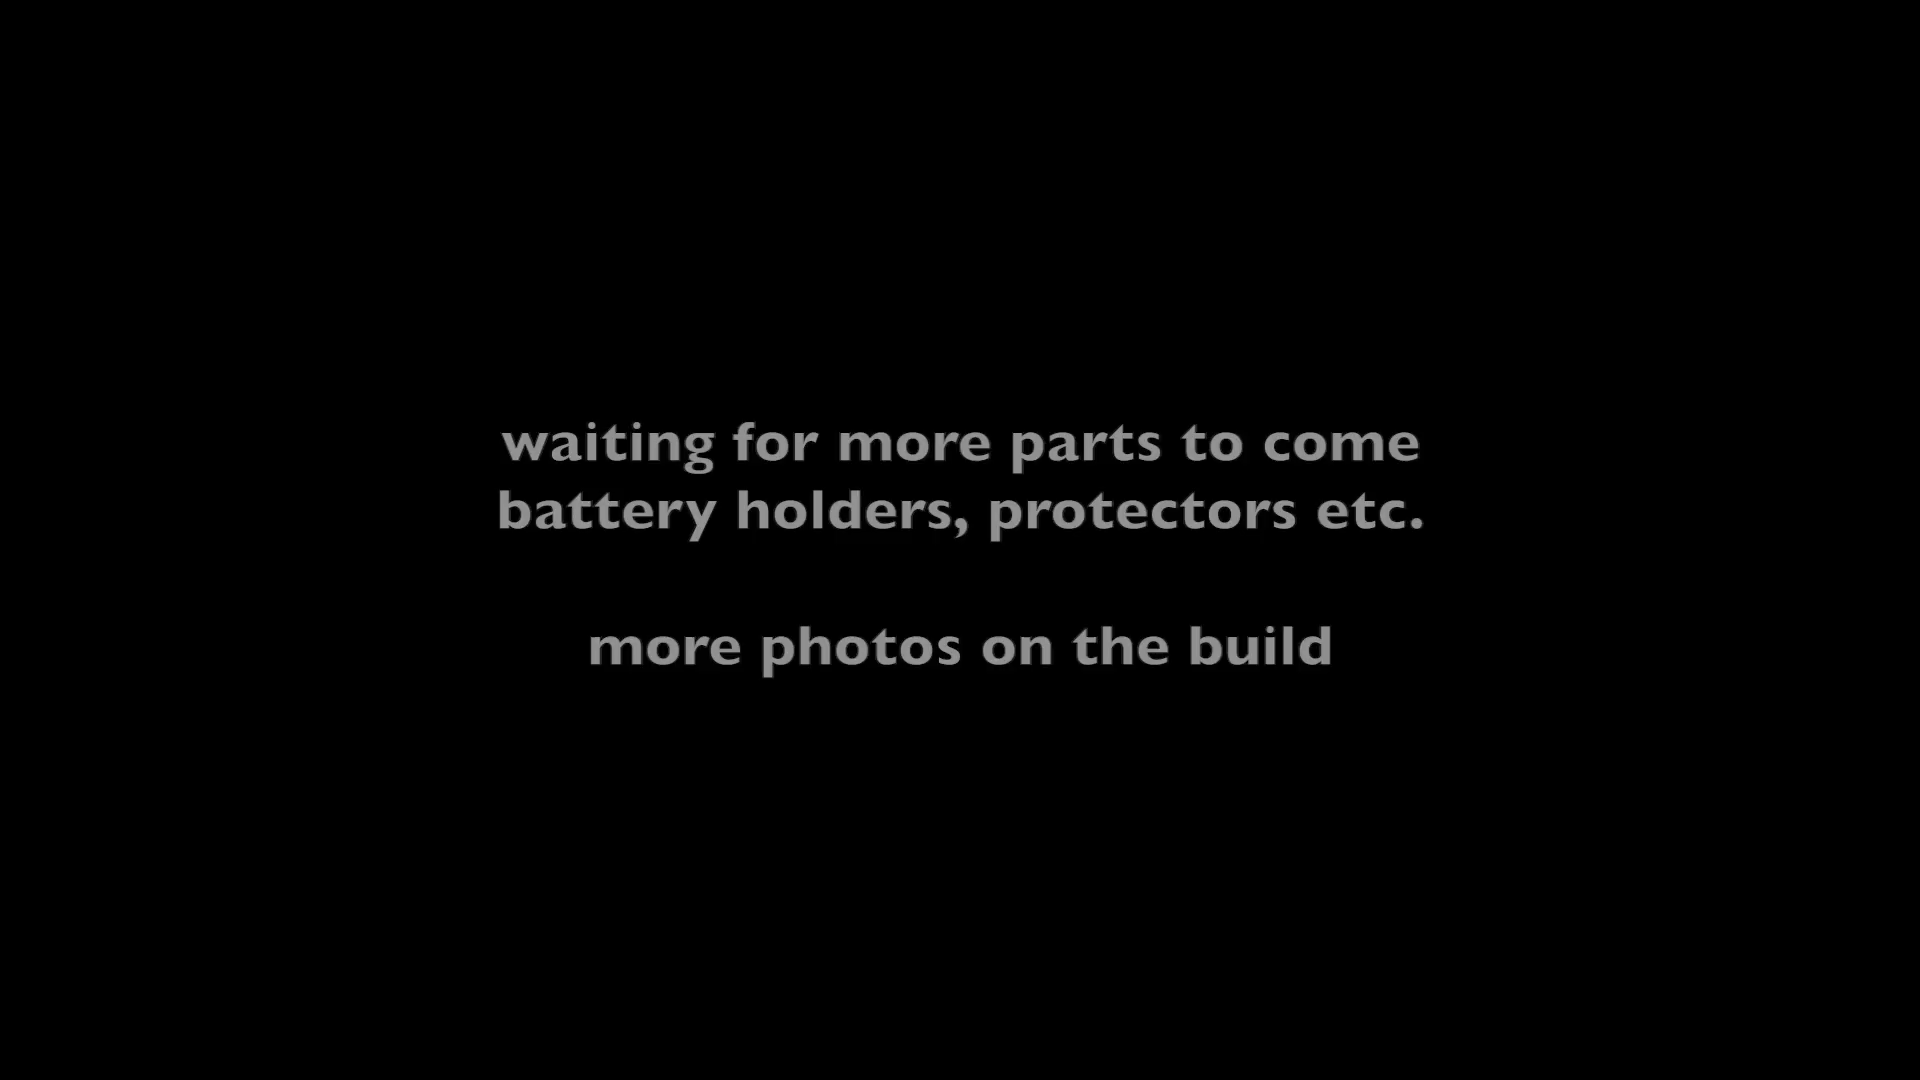 waiting for more parts to come
battery holders, protectors etc.
more photos on the build